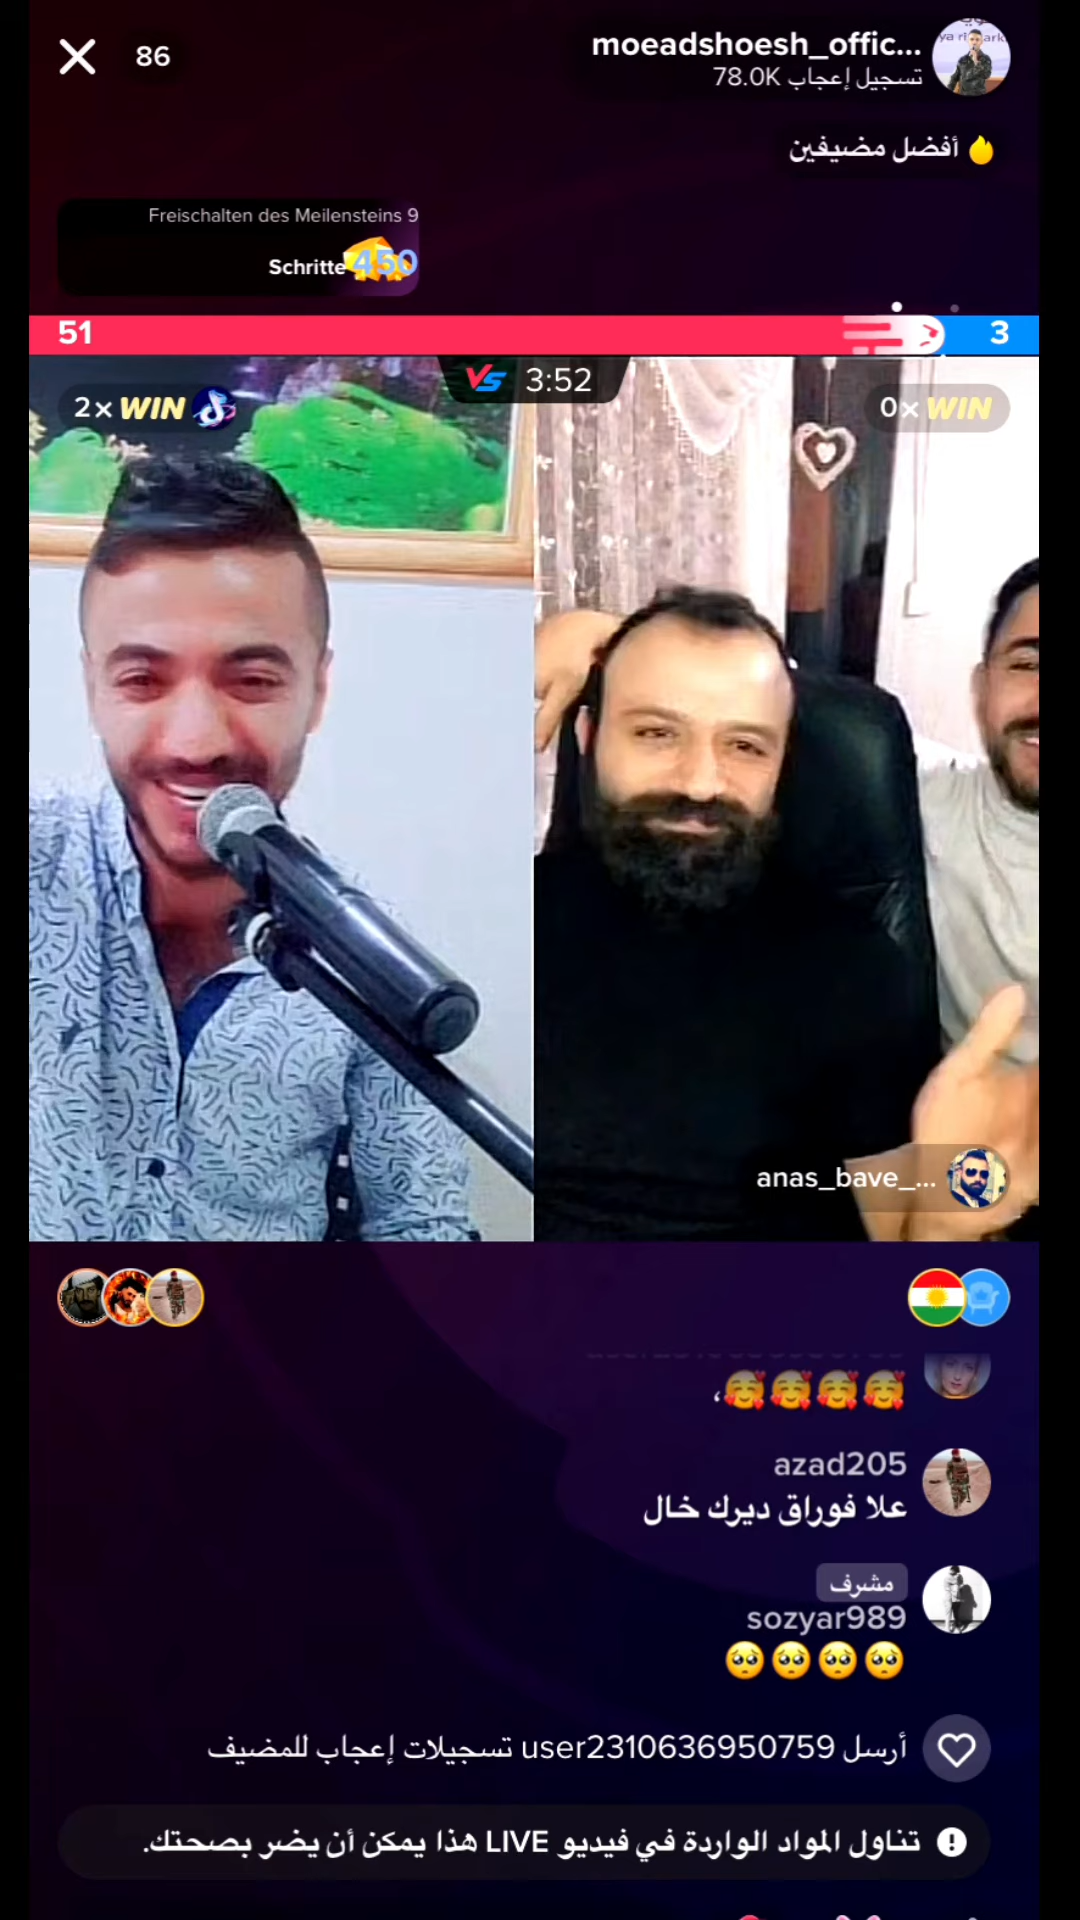 86
moeadshoesh_offic...
78.0K تسجيل إعجاب
أفضل مضيفين
Freischalten des Meilensteins 9
Schritte 450
51
3
VS 3:52
2× WIN
0× WIN
anas_bave_...
🥰🥰🥰🥰،
azad205
علا فوراق ديرك خال
مشرف
sozyar989
🥺🥺🥺🥺
أرسل user2310636950759 تسجيلات إعجاب للمضيف
تناول المواد الواردة في فيديو LIVE هذا يمكن أن يضر بصحتك.